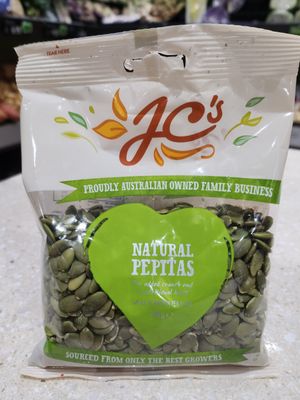 TEAR HERE
JC's
PROUDLY AUSTRALIAN OWNED FAMILY BUSINESS
NATURAL
PEPITAS
SOURCED FROM ONLY THE BEST GROWERS